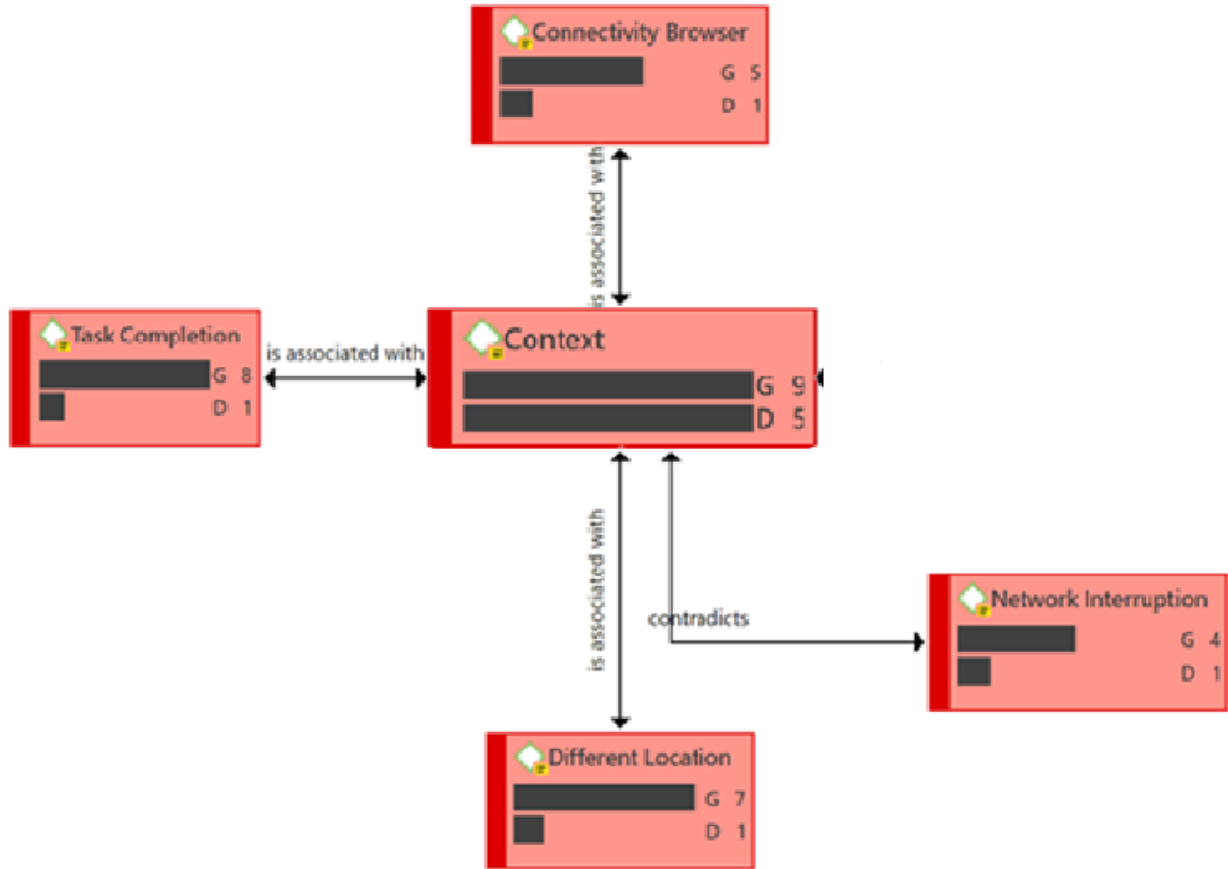 Connectivity Browser
G 5
D 1
is associated with
Task Completion
G 8
D 1
is associated with
Context
G 9
D 5
is associated with
contradicts
Network Interruption
G 4
D 1
Different Location
G 7
D 1